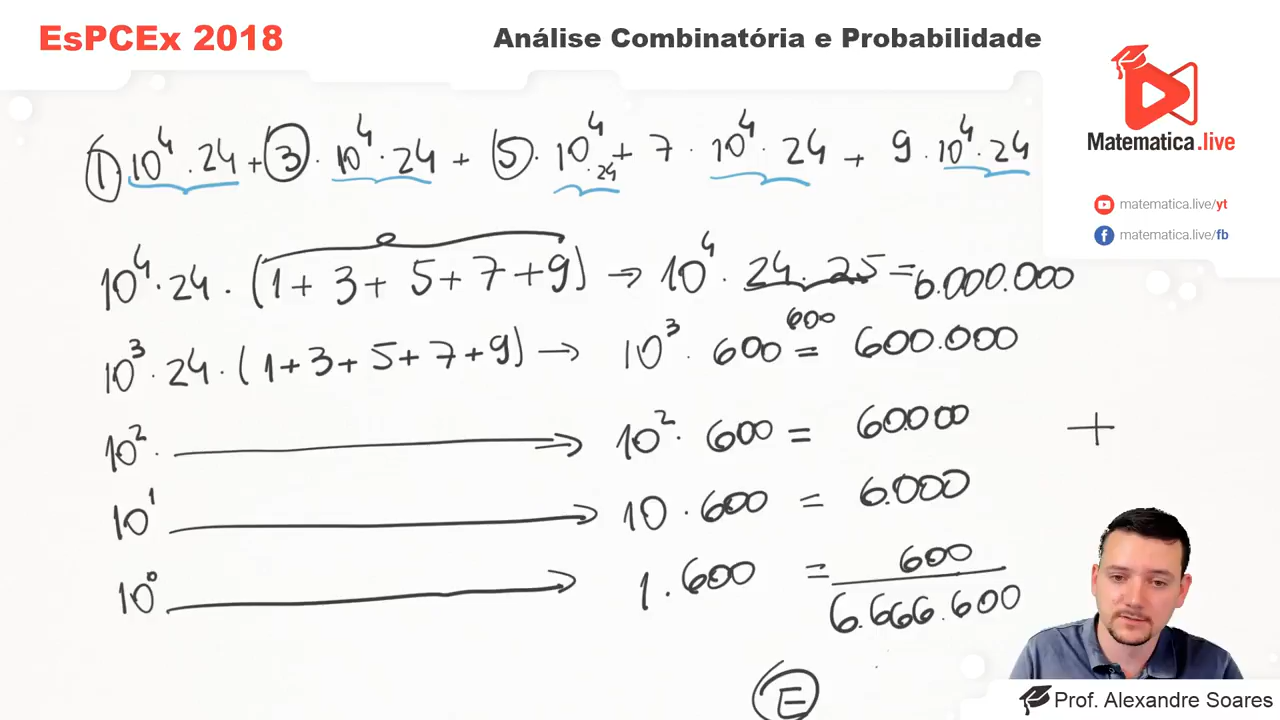 EsPCEx 2018
Análise Combinatória e Probabilidade
Matematica.live
matematica.live/yt
matematica.live/fb
1 10⁴ · 24 + 3 · 10⁴ · 24 + 5 · 10⁴ · 24 + 7 · 10⁴ · 24 + 9 · 10⁴ · 24
10⁴ · 24 · (1 + 3 + 5 + 7 + 9) → 10⁴ · 24 . 25 = 6.000.000
600
10³ · 24 · (1 + 3 + 5 + 7 + 9) → 10³ · 600 = 600.000
10² · → 10² · 600 = 60.000
+
10¹ → 10 · 600 = 6.000
10⁰ → 1 . 600 = 600
6.666.600
E
Prof. Alexandre Soares